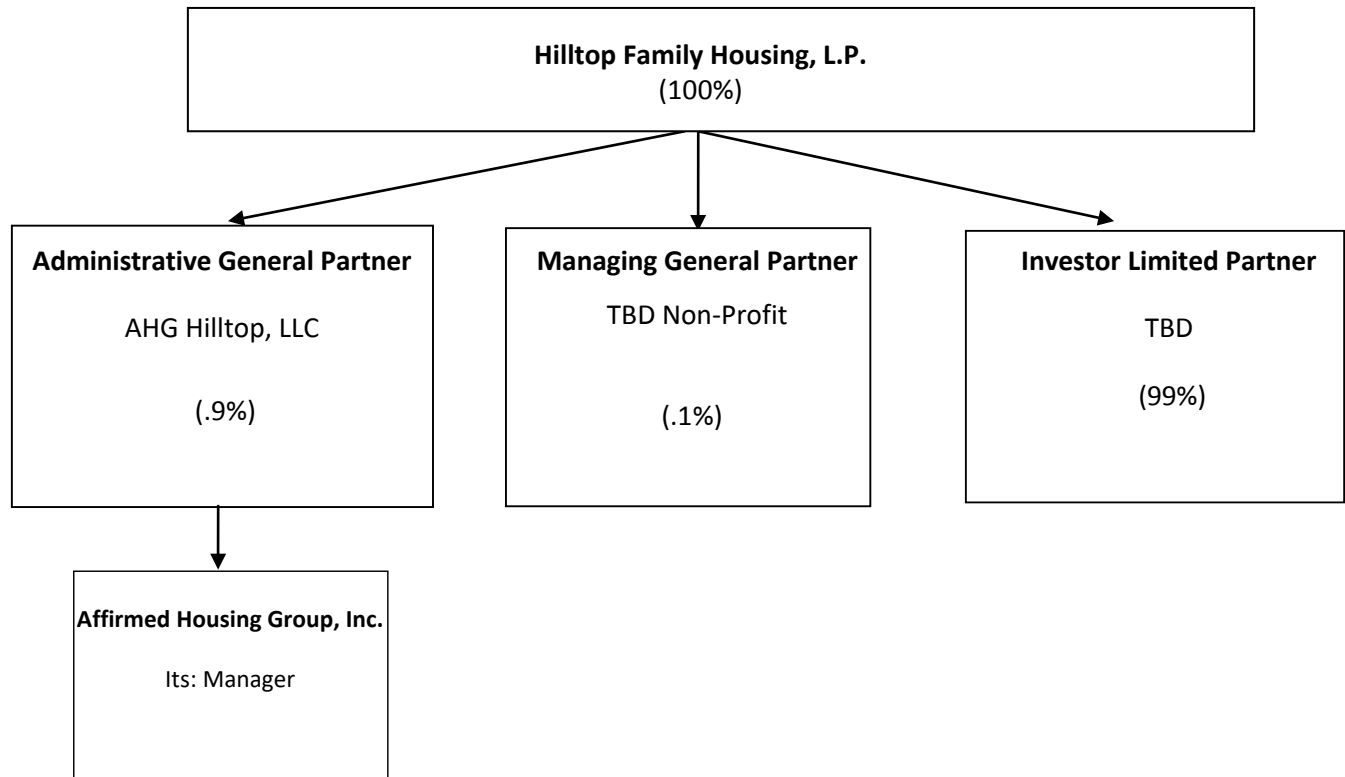 Hilltop Family Housing, L.P.
(100%)
Administrative General Partner
AHG Hilltop, LLC
(.9%)
Managing General Partner
TBD Non-Profit
(.1%)
Investor Limited Partner
TBD
(99%)
Affirmed Housing Group, Inc.
Its: Manager